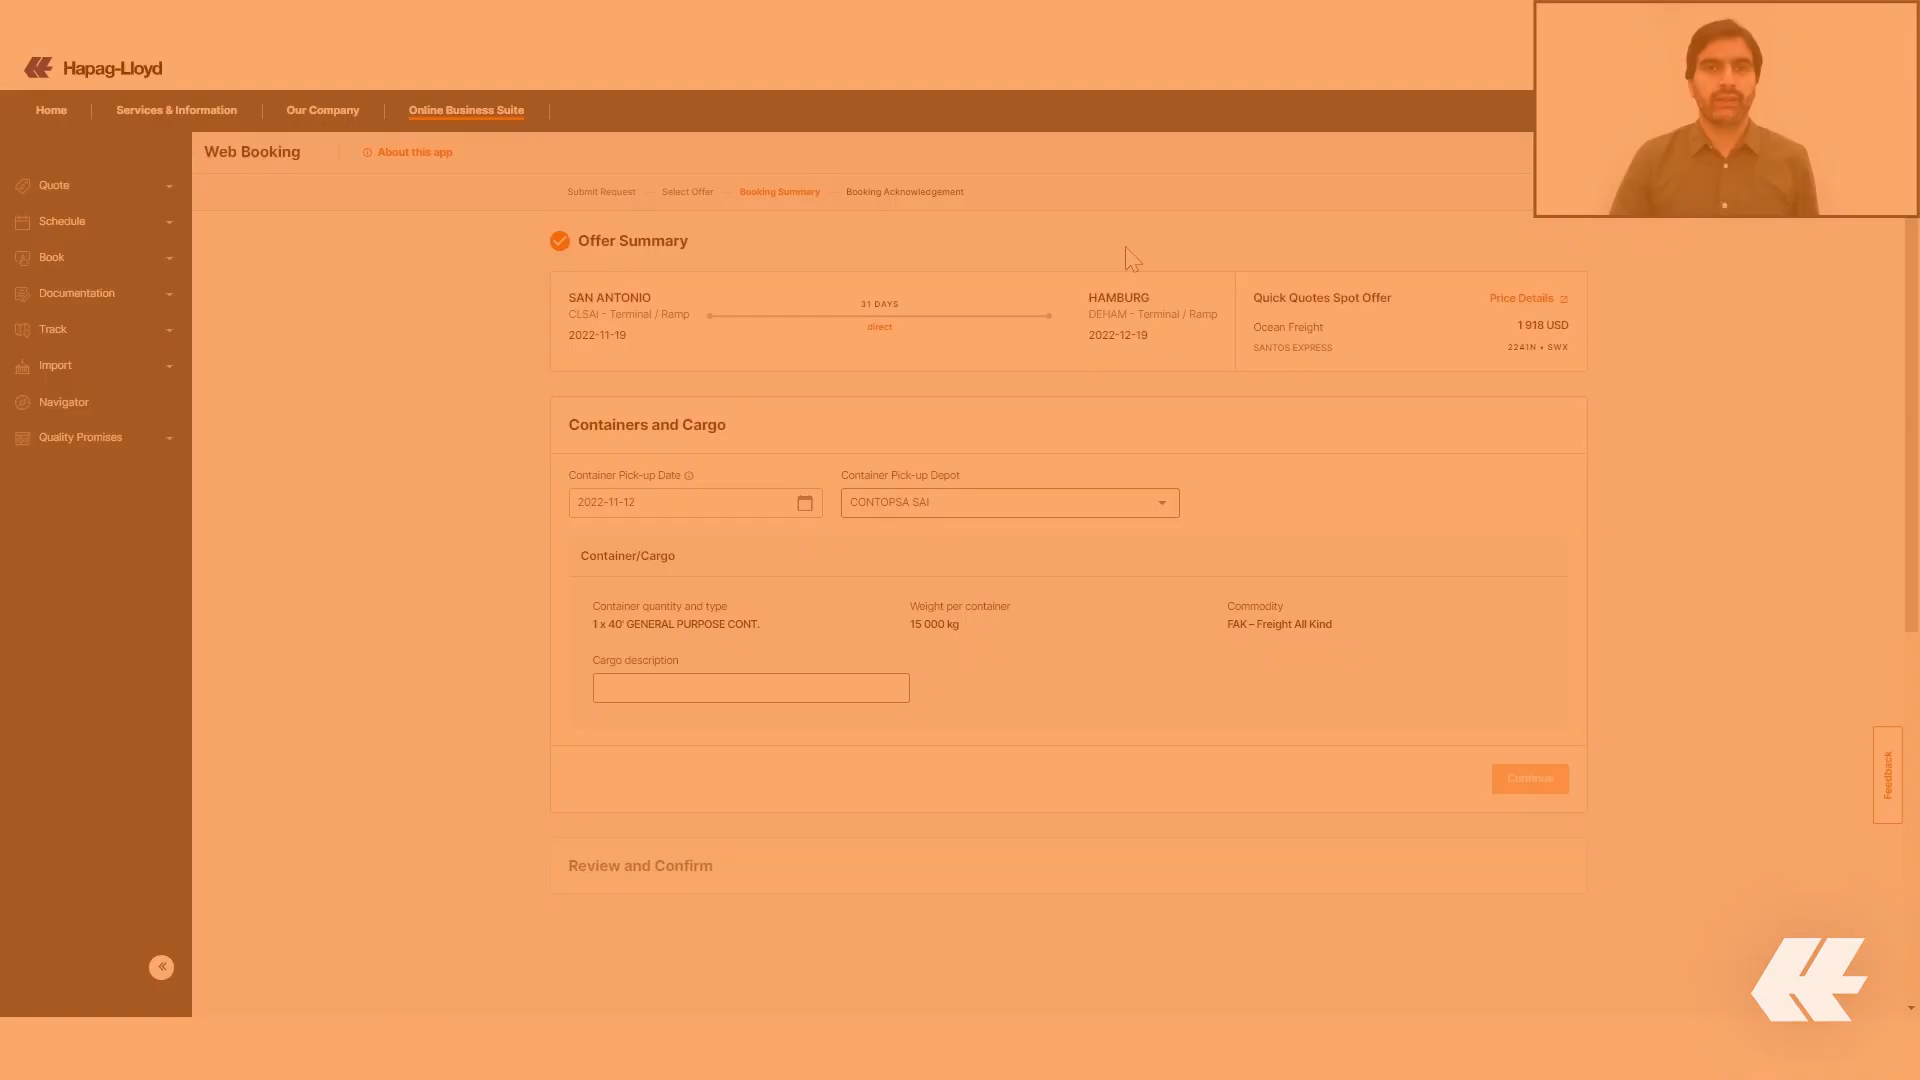 Hapag-Lloyd
Home
Services & Information
Our Company
Online Business Suite
Web Booking
About this app
Quote
Schedule
Book
Documentation
Track
Import
Navigator
Quality Promises
Submit Request
Select Offer
Booking Summary
Booking Acknowledgement
Offer Summary
SAN ANTONIO
CLSAI - Terminal / Ramp
2022-11-19
31 DAYS
direct
HAMBURG
DEHAM - Terminal / Ramp
2022-12-19
Quick Quotes Spot Offer
Price Details
Ocean Freight
1 918 USD
SANTOS EXPRESS
2241N • SWX
Containers and Cargo
Container Pick-up Date
2022-11-12
Container Pick-up Depot
CONTOPSA SAI
Container/Cargo
Container quantity and type
1 x 40' GENERAL PURPOSE CONT.
Weight per container
15 000 kg
Commodity
FAK – Freight All Kind
Cargo description
Continue
Review and Confirm
Feedback